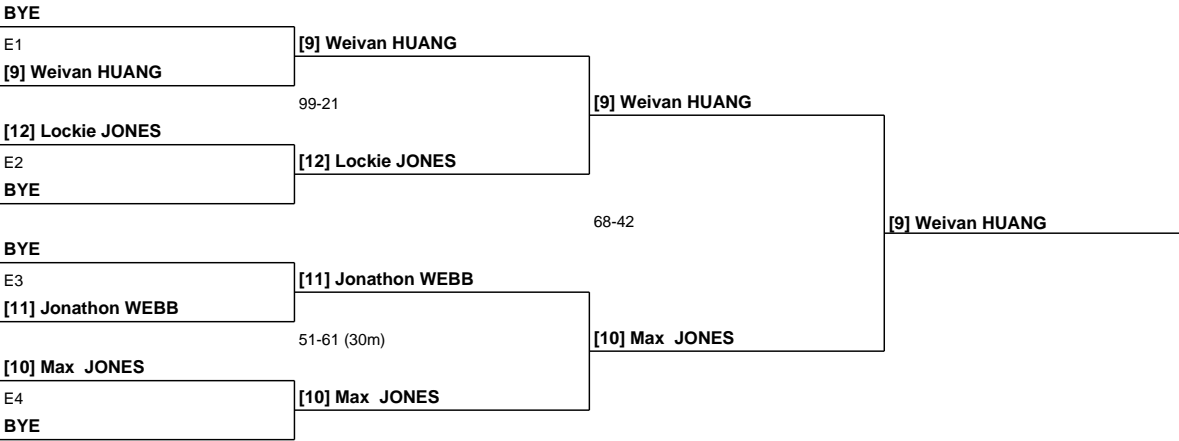 BYE
E1
[9] Weivan HUANG
[9] Weivan HUANG
99-21
[9] Weivan HUANG
[12] Lockie JONES
E2
[12] Lockie JONES
BYE
68-42
[9] Weivan HUANG
BYE
E3
[11] Jonathon WEBB
[11] Jonathon WEBB
51-61 (30m)
[10] Max  JONES
[10] Max  JONES
E4
[10] Max  JONES
BYE